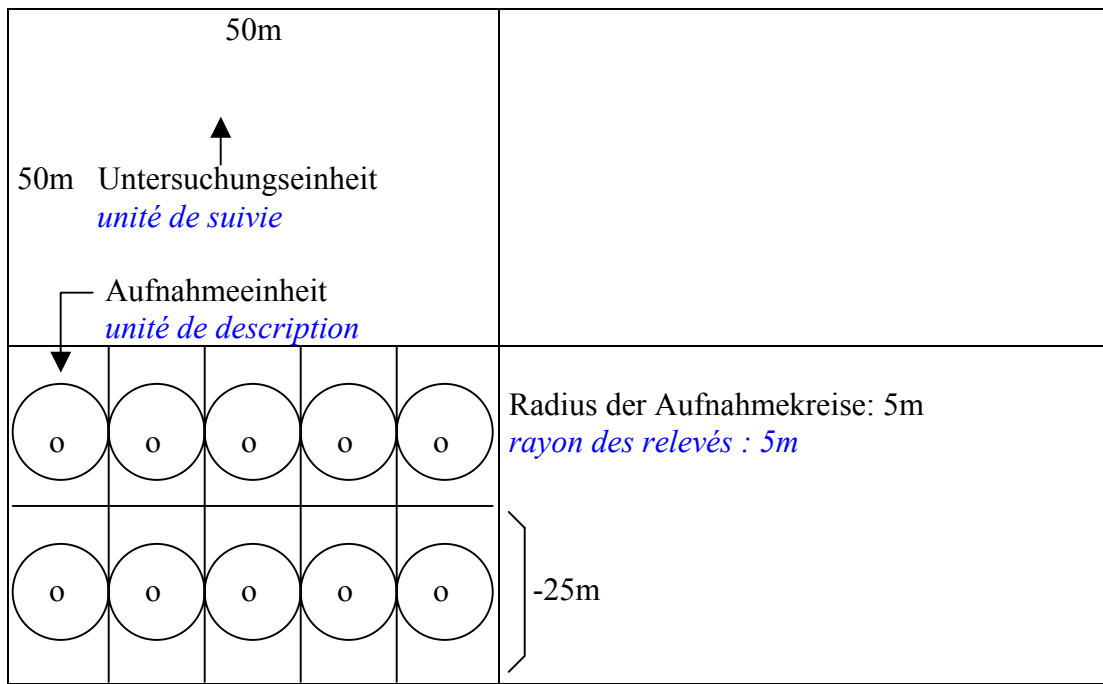 50m
50m Untersuchungseinheit
unité de suivie
Aufnahmeeinheit
unité de description
Radius der Aufnahmekreise: 5m
rayon des relevés : 5m
o o o o o
-25m
o o o o o